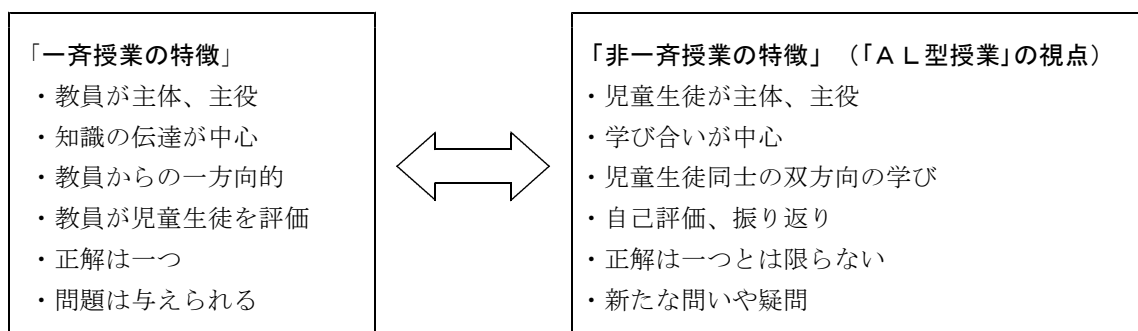 「一斉授業の特徴」
・教員が主体、主役
・知識の伝達が中心
・教員からの一方向的
・教員が児童生徒を評価
・正解は一つ
・問題は与えられる
「非一斉授業の特徴」（「ＡＬ型授業」の視点）
・児童生徒が主体、主役
・学び合いが中心
・児童生徒同士の双方向の学び
・自己評価、振り返り
・正解は一つとは限らない
・新たな問いや疑問